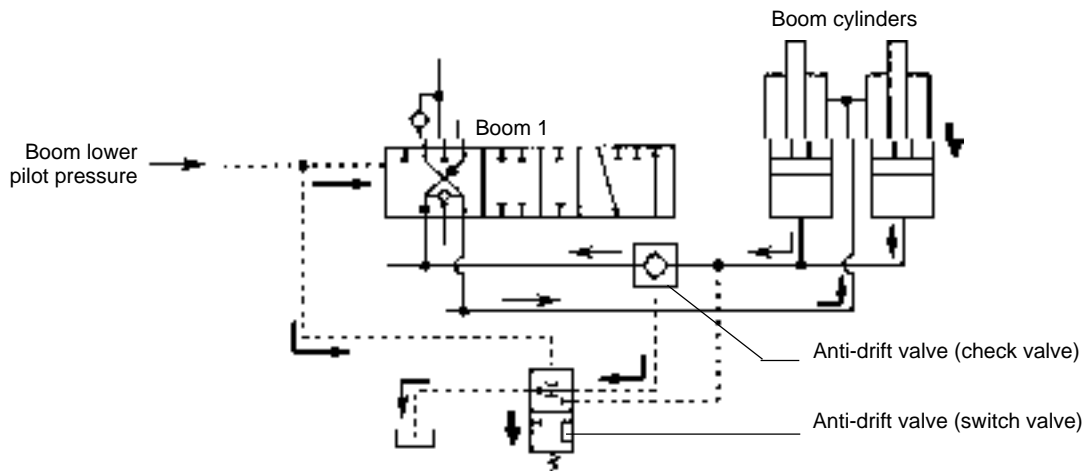 Boom cylinders
Boom 1
Boom lower
pilot pressure
Anti-drift valve (check valve)
Anti-drift valve (switch valve)